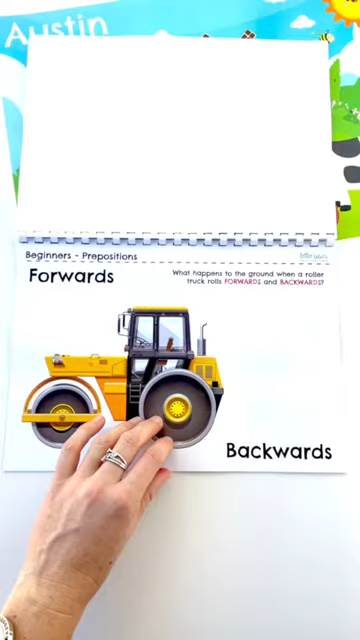 Austin
Beginners - Prepositions
Forwards
What happens to the ground when a roller
truck rolls FORWARDS and BACKWARDS?
Backwards